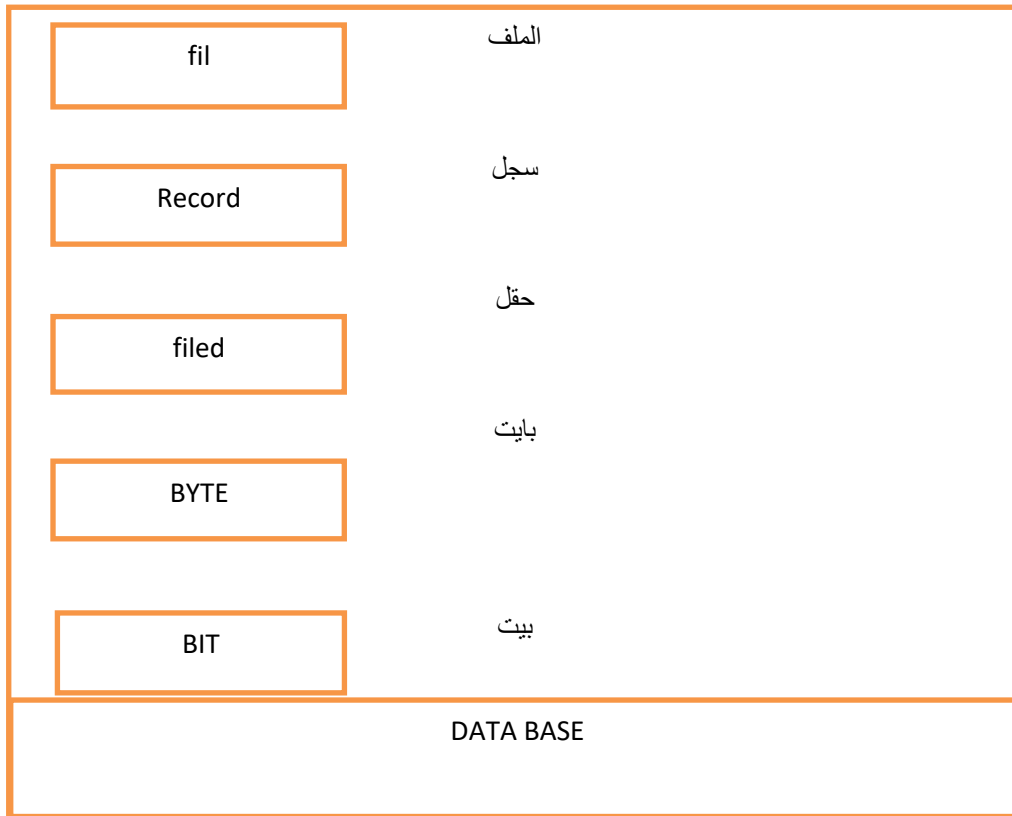 الملف
fil
سجل
Record
حقل
filed
بايت
BYTE
بيت
BIT
DATA BASE